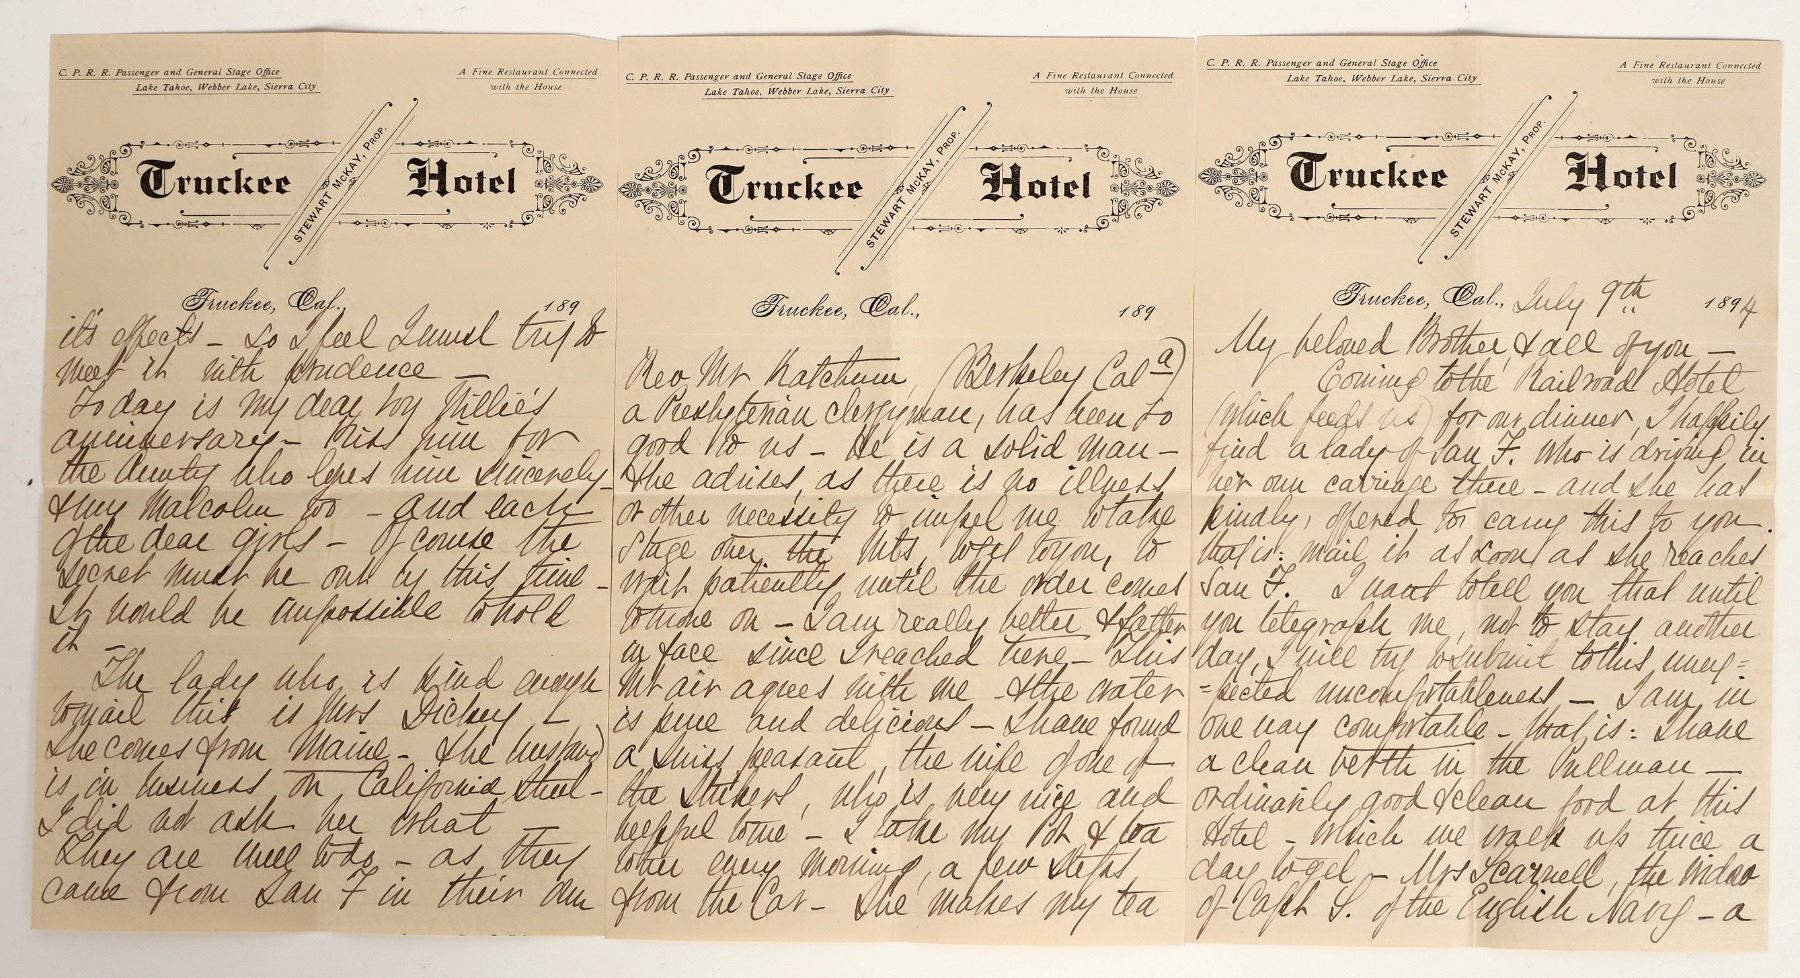 C. P. R. R. Passenger and General Stage Office
Lake Tahoe, Webber Lake, Sierra City
A Fine Restaurant Connected
with the House
Truckee Hotel
STEWART McKAY, PROP.
Truckee, Cal., 189
it's effects - so I feel I must try to
meet it with prudence -
Today is my dear boy Willie's
anniversary - Kiss him for
the Aunty who loves him sincerely -
& my Malcolm too - and each
of the dear girls - Of course the
secret must be out by this time -
It would be impossible to hold
it -
The lady who is kind enough
to mail this is Mrs Dickey -
She comes from Maine - the husband
is in business on California Street -
I did not ask her what -
They are well to do - as they
came from San F in their own
C. P. R. R. Passenger and General Stage Office
Lake Tahoe, Webber Lake, Sierra City
A Fine Restaurant Connected
with the House
Truckee Hotel
STEWART McKAY, PROP.
Truckee, Cal., 189
Rev. Mr Ketchum, (Berkeley Cala)
a Presbyterian clergyman, has been so
good to us - He is a solid man -
& he advises, as there is no illness
or other necessity to impel me to take
stage over the Mts, to get to you, to
wait patiently until the order comes
to move on - I am really better & fatter
in face since I reached here - This
Mt air agrees with me - & the water
is pure and delicious - I have found
a Swiss peasant, the wife of one of
the Strikers, who is very nice and
helpful to me - I take my Pot & tea
to her every morning, a few steps
from the Car - She makes my tea
C. P. R. R. Passenger and General Stage Office
Lake Tahoe, Webber Lake, Sierra City
A Fine Restaurant Connected
with the House
Truckee Hotel
STEWART McKAY, PROP.
Truckee, Cal., July 9th 1894
My beloved Brother, & all of you -
Coming to the Railroad Hotel
(which feeds us) for our dinner, I happily
find a lady of San F. who is driving in
her own carriage there - and she has
kindly offered to carry this to you.
that is: mail it as soon as she reaches
San F. I want to tell you that until
you telegraph me, not to stay another
day, I will try to submit to this, unex=
=pected uncomfortableness - I am in
one way comfortable - that is: I have
a clean berth in the Pullman -
ordinarily good & clean food at this
Hotel - which we walk up twice a
day to get - Mrs Scarnell, the widow
of Capt S. of the English Navy - a